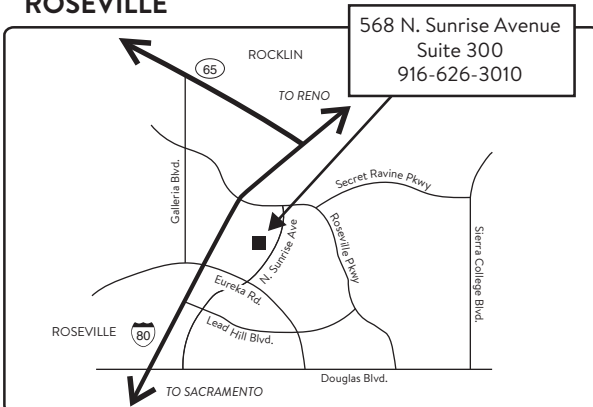 ROSEVILLE
568 N. Sunrise Avenue
Suite 300
916-626-3010
65
ROCKLIN
TO RENO
Galleria Blvd.
Secret Ravine Pkwy
N. Sunrise Ave
Roseville Pkwy
Sierra College Blvd.
Eureka Rd.
Lead Hill Blvd.
ROSEVILLE
80
Douglas Blvd.
TO SACRAMENTO